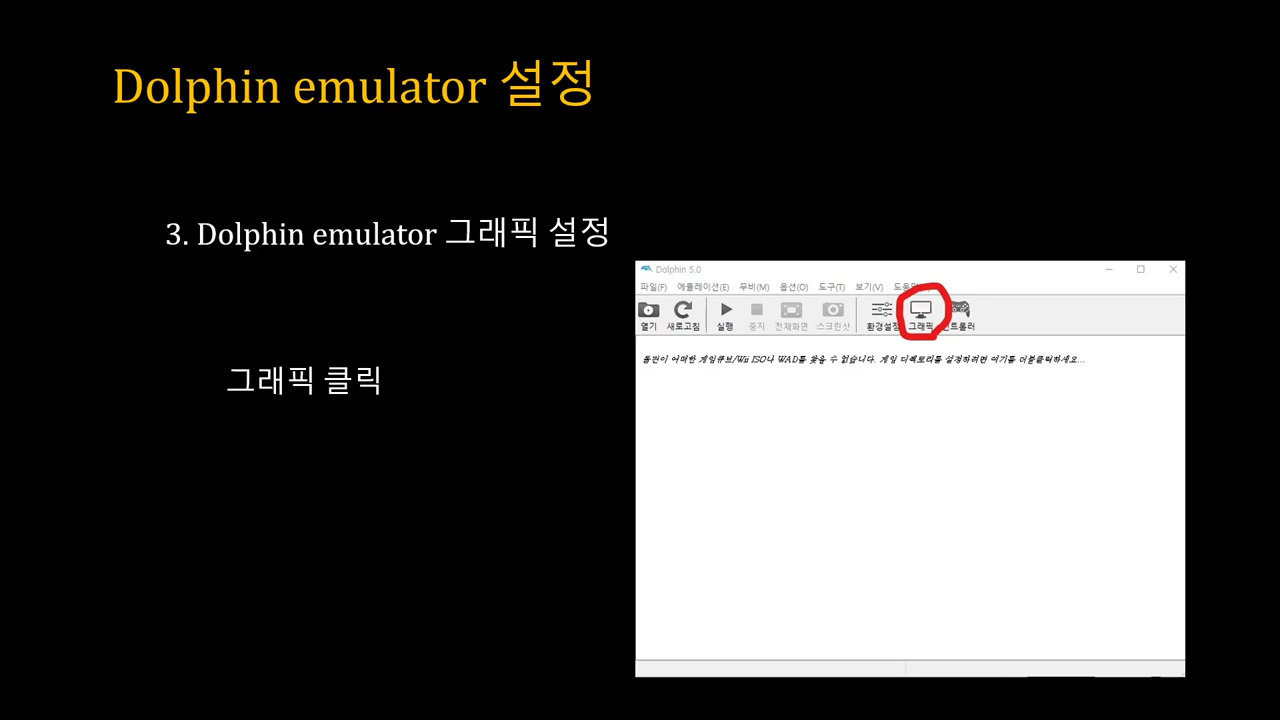 Dolphin emulator 설정
3. Dolphin emulator 그래픽 설정
그래픽 클릭
Dolphin 5.0
파일(F) 에뮬레이션(E) 무비(M) 옵션(O) 도구(T) 보기(V)
열기 새로고침 실행 중지 전체화면 스크린샷 환경설정 그래픽
돌핀이 어떠한 게임큐브/Wii ISO나 WAD를 찾을 수 없습니다. 게임 디렉토리를 설정하려면 여기를 더블클릭하세요...